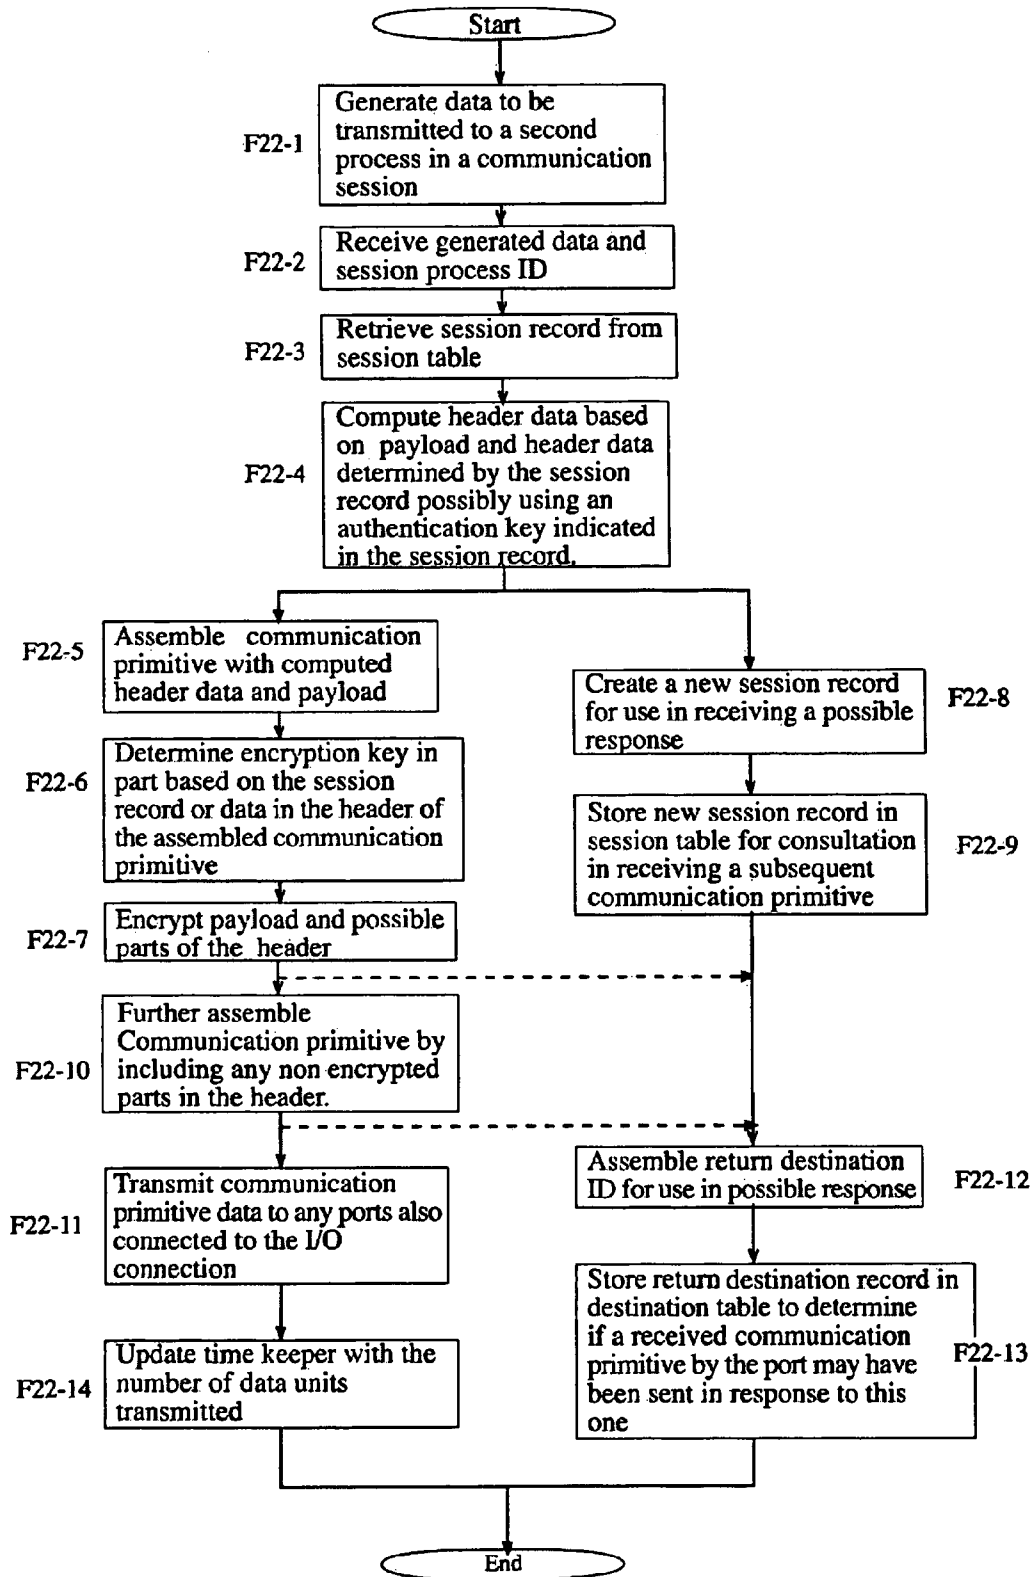 Start
F22-1
Generate data to be
transmitted to a second
process in a communication
session
F22-2
Receive generated data and
session process ID
F22-3
Retrieve session record from
session table
F22-4
Compute header data based
on payload and header data
determined by the session
record possibly using an
authentication key indicated
in the session record.
F22-5
Assemble communication
primitive with computed
header data and payload
F22-6
Determine encryption key in
part based on the session
record or data in the header of
the assembled communication
primitive
F22-7
Encrypt payload and possible
parts of the header
Create a new session record
for use in receiving a possible
response
F22-8
Store new session record in
session table for consultation
in receiving a subsequent
communication primitive
F22-9
F22-10
Further assemble
Communication primitive by
including any non encrypted
parts in the header.
F22-11
Transmit communication
primitive data to any ports also
connected to the I/O
connection
Assemble return destination
ID for use in possible response
F22-12
Store return destination record in
destination table to determine
if a received communication
primitive by the port may have
been sent in response to this
one
F22-13
F22-14
Update time keeper with the
number of data units
transmitted
End